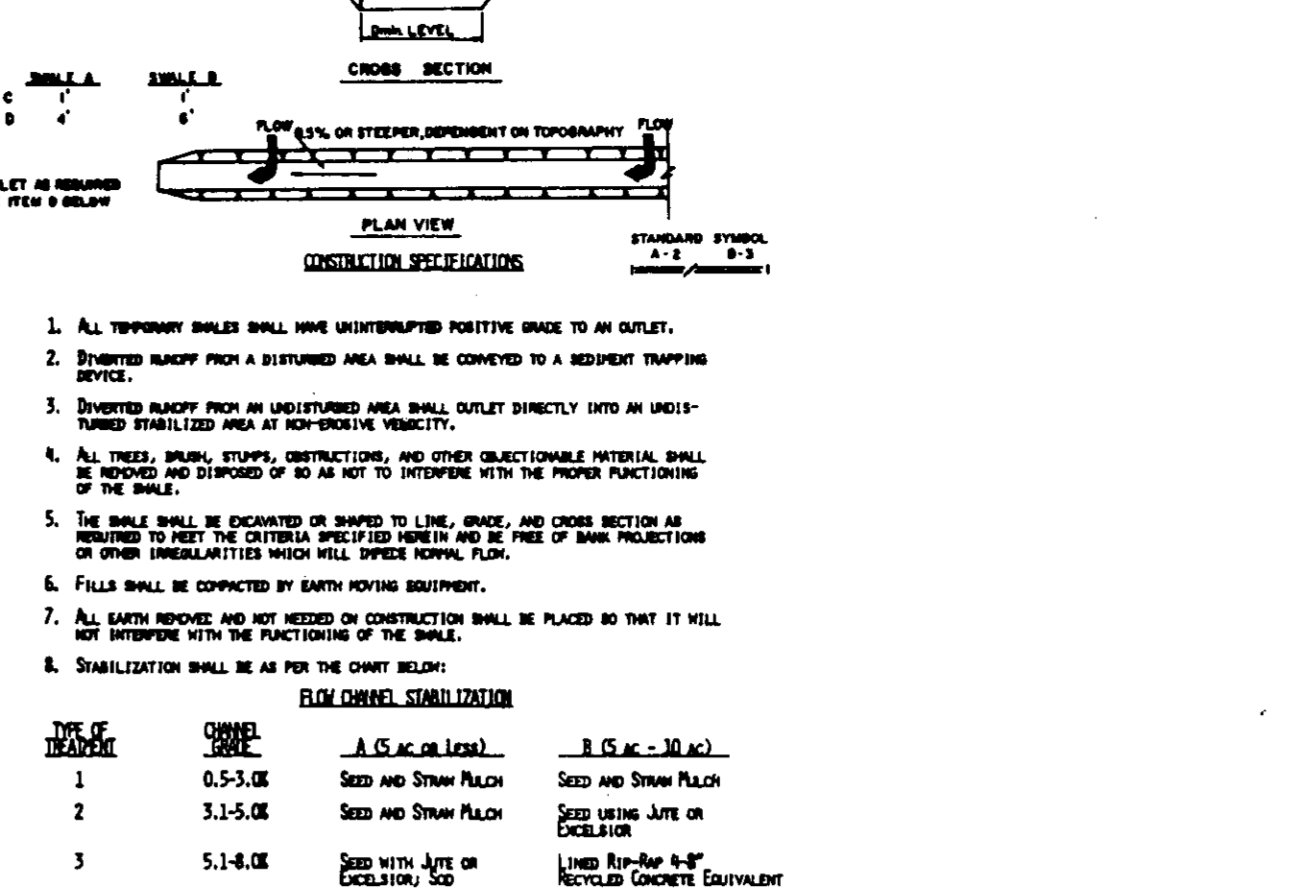 Dmin. LEVEL
CROSS SECTION
SWALE A SWALE B
C 1' 1'
D 4' 6'
FLOW 0.5% OR STEEPER, DEPENDENT ON TOPOGRAPHY FLOW
LET AS REQUIRED
ITEM 9 BELOW
PLAN VIEW
STANDARD SYMBOL
A-2 B-3
CONSTRUCTION SPECIFICATIONS
1. ALL TEMPORARY SWALES SHALL HAVE UNINTERRUPTED POSITIVE GRADE TO AN OUTLET.
2. DIVERTED RUNOFF FROM A DISTURBED AREA SHALL BE CONVEYED TO A SEDIMENT TRAPPING
DEVICE.
3. DIVERTED RUNOFF FROM AN UNDISTURBED AREA SHALL OUTLET DIRECTLY INTO AN UNDIS-
TURBED STABILIZED AREA AT NON-EROSIVE VELOCITY.
4. ALL TREES, BRUSH, STUMPS, OBSTRUCTIONS, AND OTHER OBJECTIONABLE MATERIAL SHALL
BE REMOVED AND DISPOSED OF SO AS NOT TO INTERFERE WITH THE PROPER FUNCTIONING
OF THE SWALE.
5. THE SWALE SHALL BE EXCAVATED OR SHAPED TO LINE, GRADE, AND CROSS SECTION AS
REQUIRED TO MEET THE CRITERIA SPECIFIED HEREIN AND BE FREE OF BANK PROJECTIONS
OR OTHER IRREGULARITIES WHICH WILL IMPEDE NORMAL FLOW.
6. FILLS SHALL BE COMPACTED BY EARTH MOVING EQUIPMENT.
7. ALL EARTH REMOVED AND NOT NEEDED ON CONSTRUCTION SHALL BE PLACED SO THAT IT WILL
NOT INTERFERE WITH THE FUNCTIONING OF THE SWALE.
8. STABILIZATION SHALL BE AS PER THE CHART BELOW:
FLOW CHANNEL STABILIZATION
TYPE OF CHANNEL
TREATMENT GRADE A (5 AC OR LESS) B (5 AC - 10 AC)
1 0.5-3.0% SEED AND STRAW MULCH SEED AND STRAW MULCH
2 3.1-5.0% SEED AND STRAW MULCH SEED USING JUTE OR
EXCELSIOR
3 5.1-8.0% SEED WITH JUTE OR LINED RIP-RAP 4-8"
EXCELSIOR; SOD RECYCLED CONCRETE EQUIVALENT